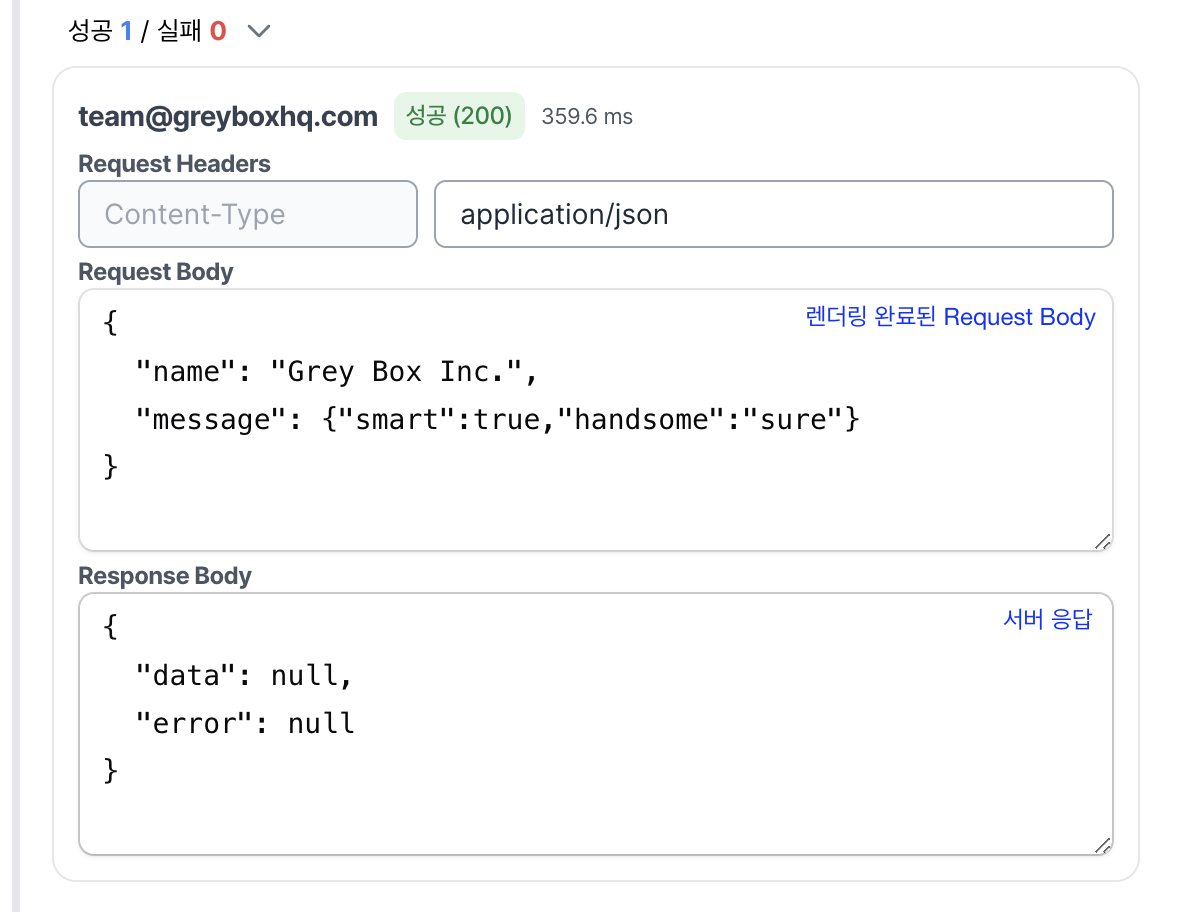 성공 1 / 실패 0
team@greyboxhq.com 성공 (200) 359.6 ms
Request Headers
Content-Type application/json
Request Body
렌더링 완료된 Request Body
{
  "name": "Grey Box Inc.",
  "message": {"smart":true,"handsome":"sure"}
}
Response Body
서버 응답
{
  "data": null,
  "error": null
}